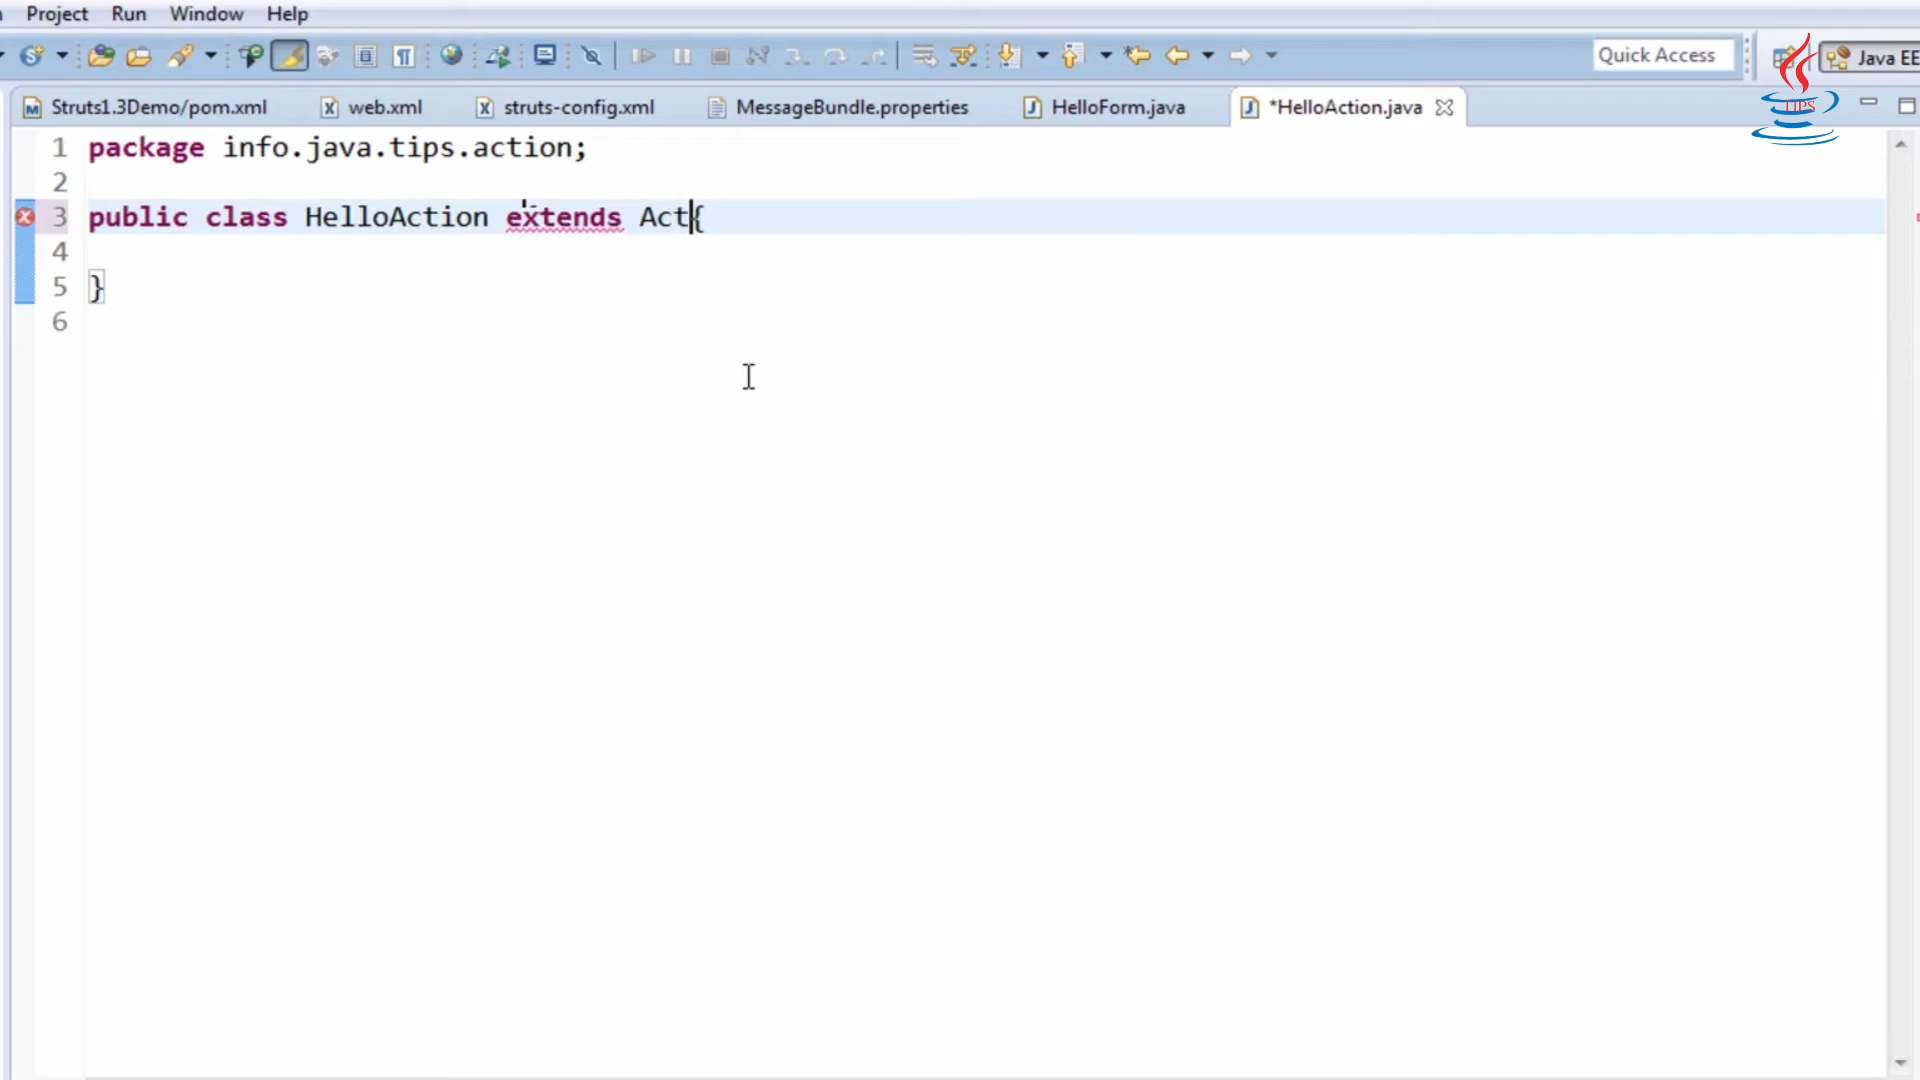 Project Run Window Help
Quick Access
Java EE
TIPS
Struts1.3Demo/pom.xml web.xml struts-config.xml MessageBundle.properties HelloForm.java *HelloAction.java
1 package info.java.tips.action;
2
3 public class HelloAction extends Act{
4
5 }
6